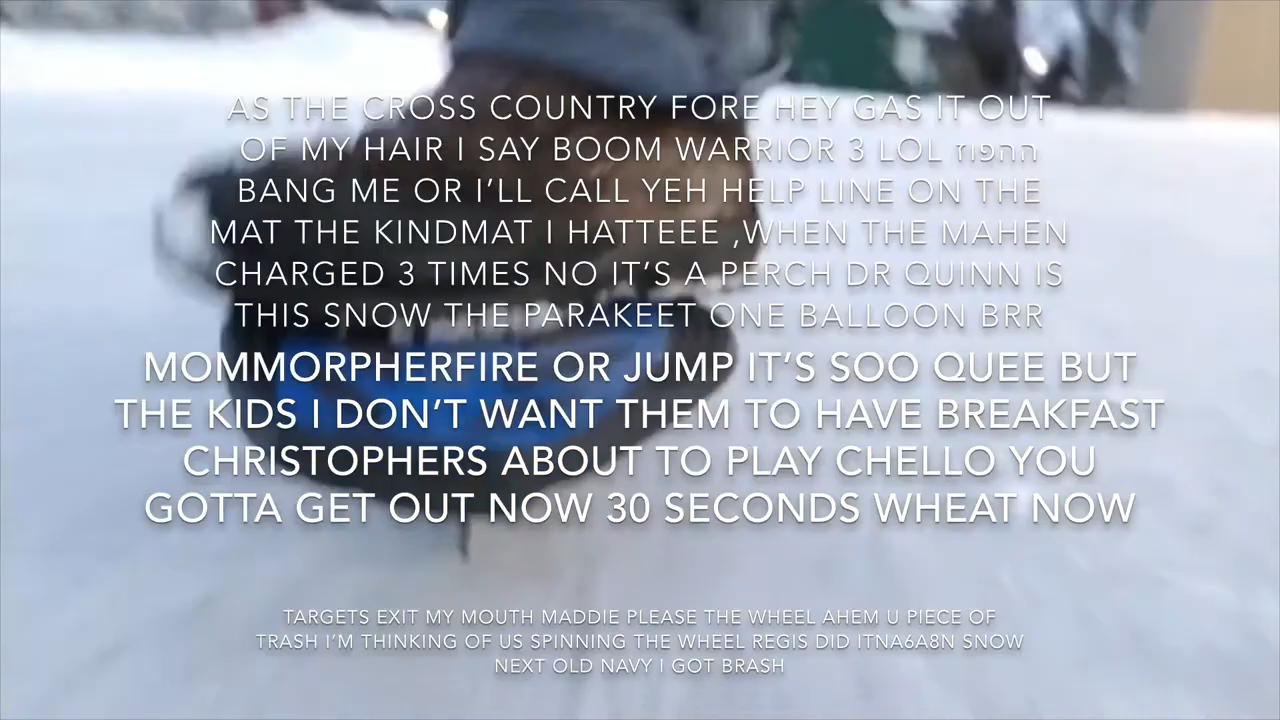 AS THE CROSS COUNTRY FORE HEY GAS IT OUT
OF MY HAIR I SAY BOOM WARRIOR 3 LOL ההפוז
BANG ME OR I'LL CALL YEH HELP LINE ON THE
MAT THE KINDMAT I HATTEEE ,WHEN THE MAHEN
CHARGED 3 TIMES NO IT'S A PERCH DR QUINN IS
THIS SNOW THE PARAKEET ONE BALLOON BRR
MOMMORPHERFIRE OR JUMP IT'S SOO QUEE BUT
THE KIDS I DON'T WANT THEM TO HAVE BREAKFAST
CHRISTOPHERS ABOUT TO PLAY CHELLO YOU
GOTTA GET OUT NOW 30 SECONDS WHEAT NOW
TARGETS EXIT MY MOUTH MADDIE PLEASE THE WHEEL AHEM U PIECE OF
TRASH I'M THINKING OF US SPINNING THE WHEEL REGIS DID ITNA6A8N SNOW
NEXT OLD NAVY I GOT BRASH